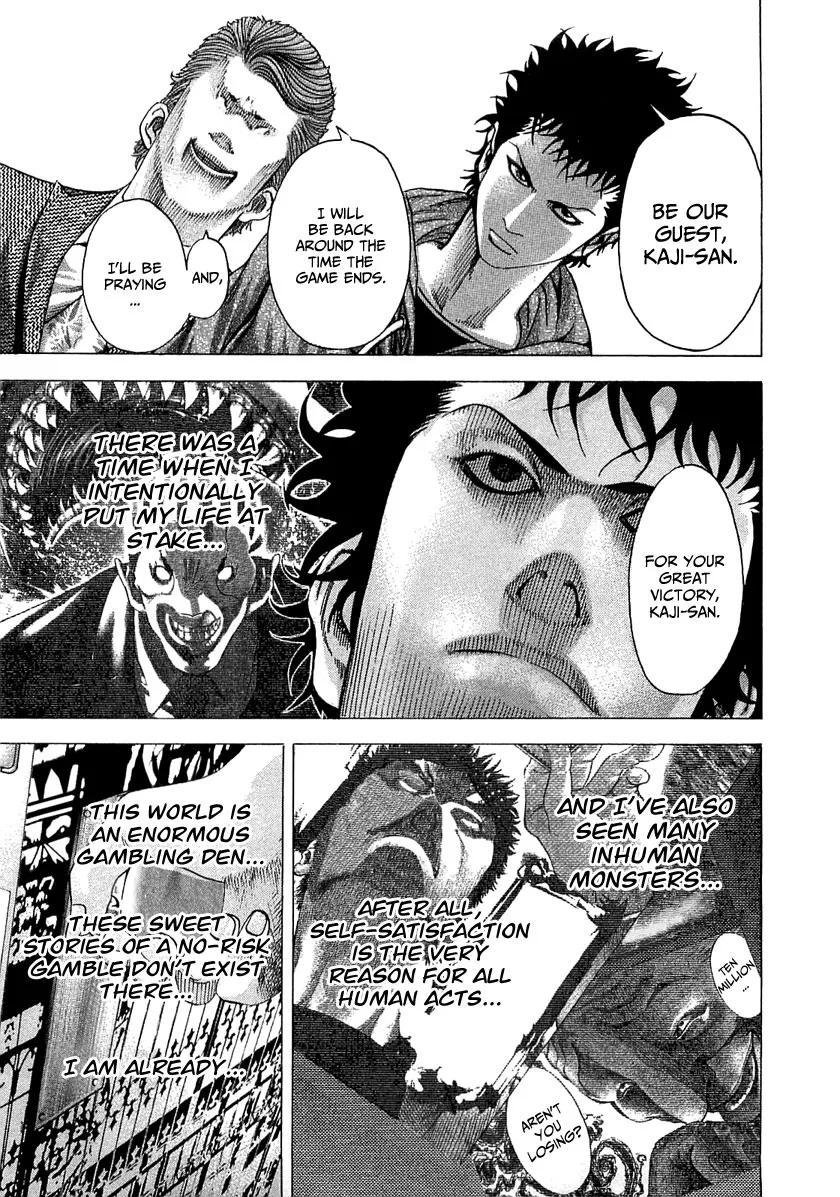 BE OUR
GUEST,
KAJI-SAN.
I WILL
BE BACK
AROUND THE
TIME THE
GAME ENDS.
AND,
I'LL BE
PRAYING
...
FOR YOUR
GREAT
VICTORY,
KAJI-SAN.
THERE WAS A
TIME WHEN I
INTENTIONALLY
PUT MY LIFE AT
STAKE...
AND I'VE ALSO
SEEN MANY
INHUMAN
MONSTERS...
TEN
MILLION
...
AFTER ALL,
SELF-SATISFACTION
IS THE VERY
REASON FOR ALL
HUMAN ACTS...
AREN'T
YOU
LOSING?
THIS WORLD IS
AN ENORMOUS
GAMBLING DEN...
THESE SWEET
STORIES OF A NO-RISK
GAMBLE DON'T EXIST
THERE...
I AM ALREADY...